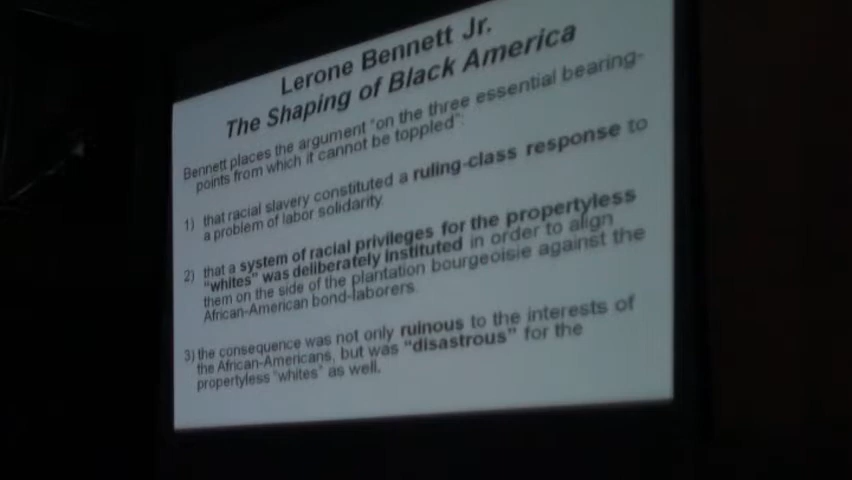 Lerone Bennett Jr.
The Shaping of Black America
Bennett places the argument "on the three essential bearing-
points from which it cannot be toppled":
1) that racial slavery constituted a ruling-class response to
a problem of labor solidarity.
2) that a system of racial privileges for the propertyless
"whites" was deliberately instituted in order to align
them on the side of the plantation bourgeoisie against the
African-American bond-laborers.
3) the consequence was not only ruinous to the interests of
the African-Americans, but was "disastrous" for the
propertyless "whites" as well.